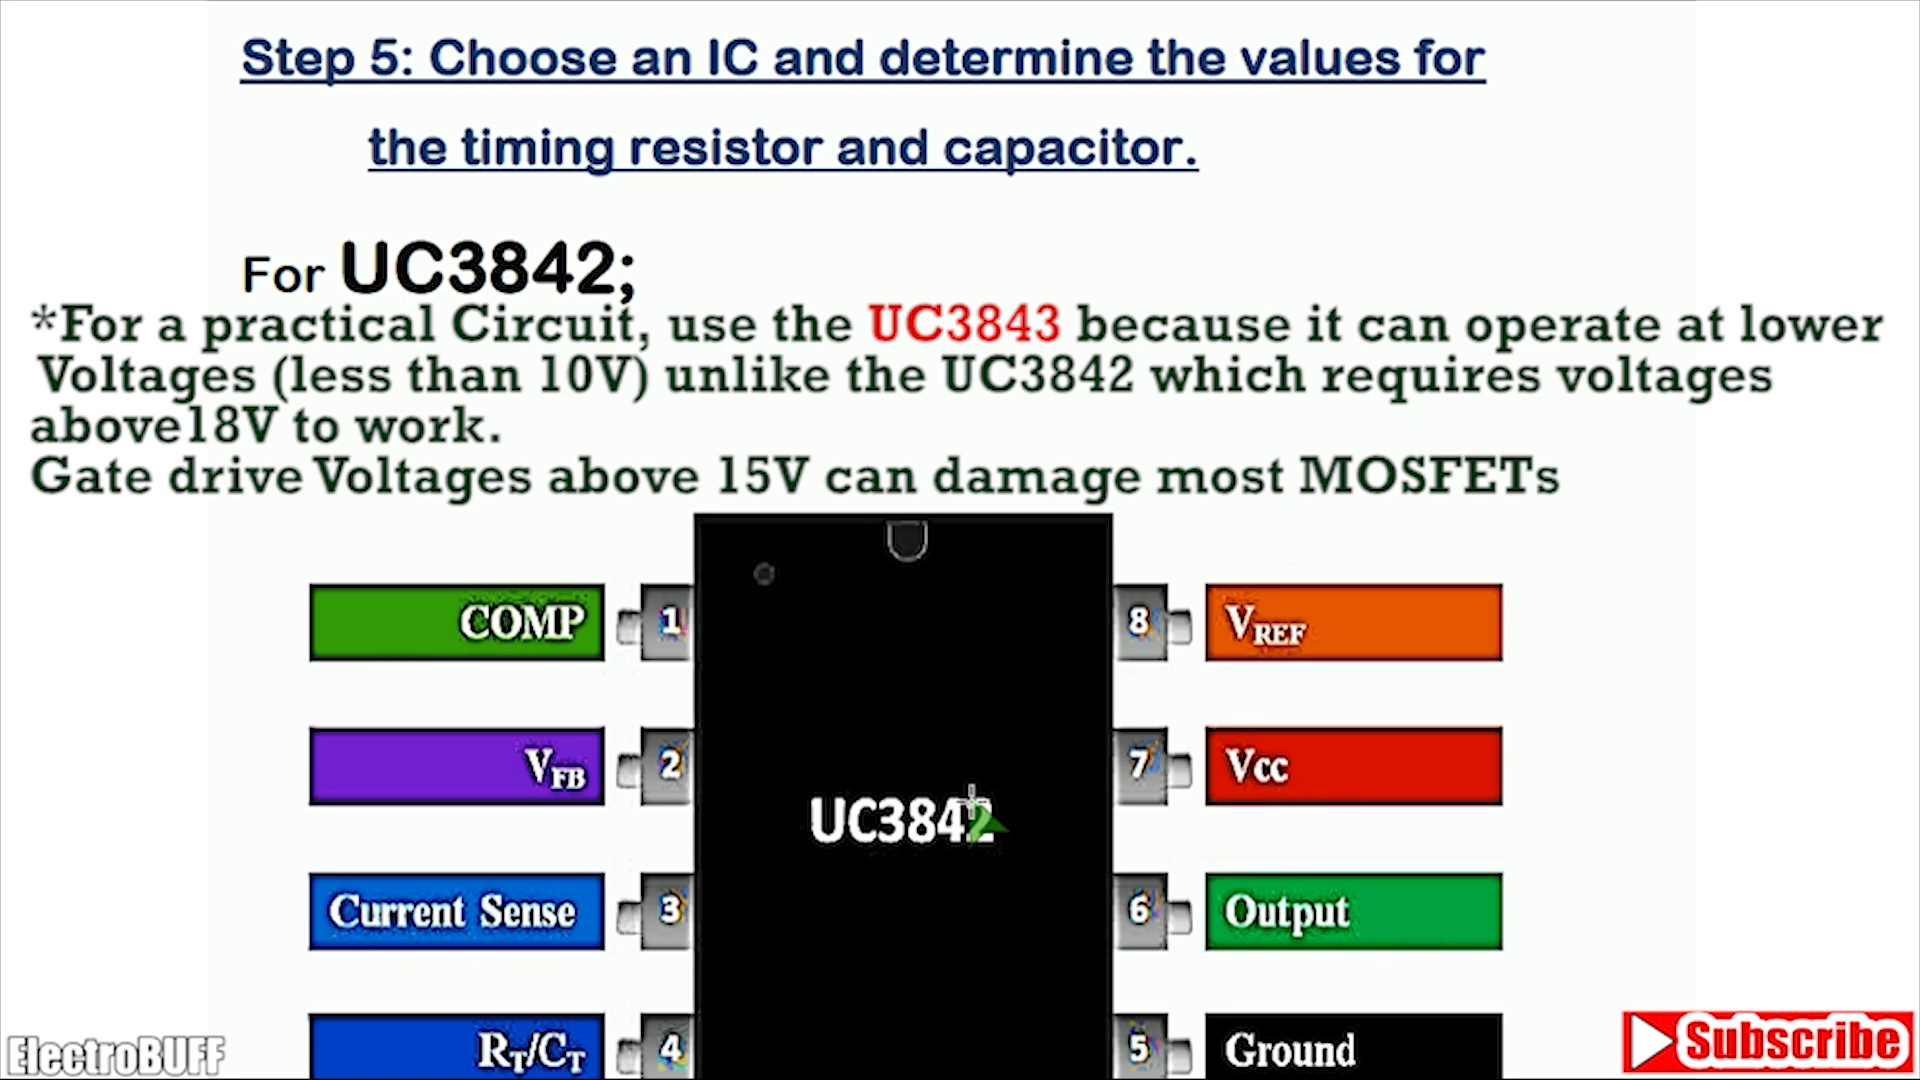 Step 5: Choose an IC and determine the values for
the timing resistor and capacitor.
For UC3842;
*For a practical Circuit, use the UC3843 because it can operate at lower
Voltages (less than 10V) unlike the UC3842 which requires voltages
above18V to work.
Gate drive Voltages above 15V can damage most MOSFETs
COMP 1 8 VREF
VFB 2 7 Vcc
UC3842
Current Sense 3 6 Output
RT/CT 4 5 Ground
ElectroBUFF
Subscribe